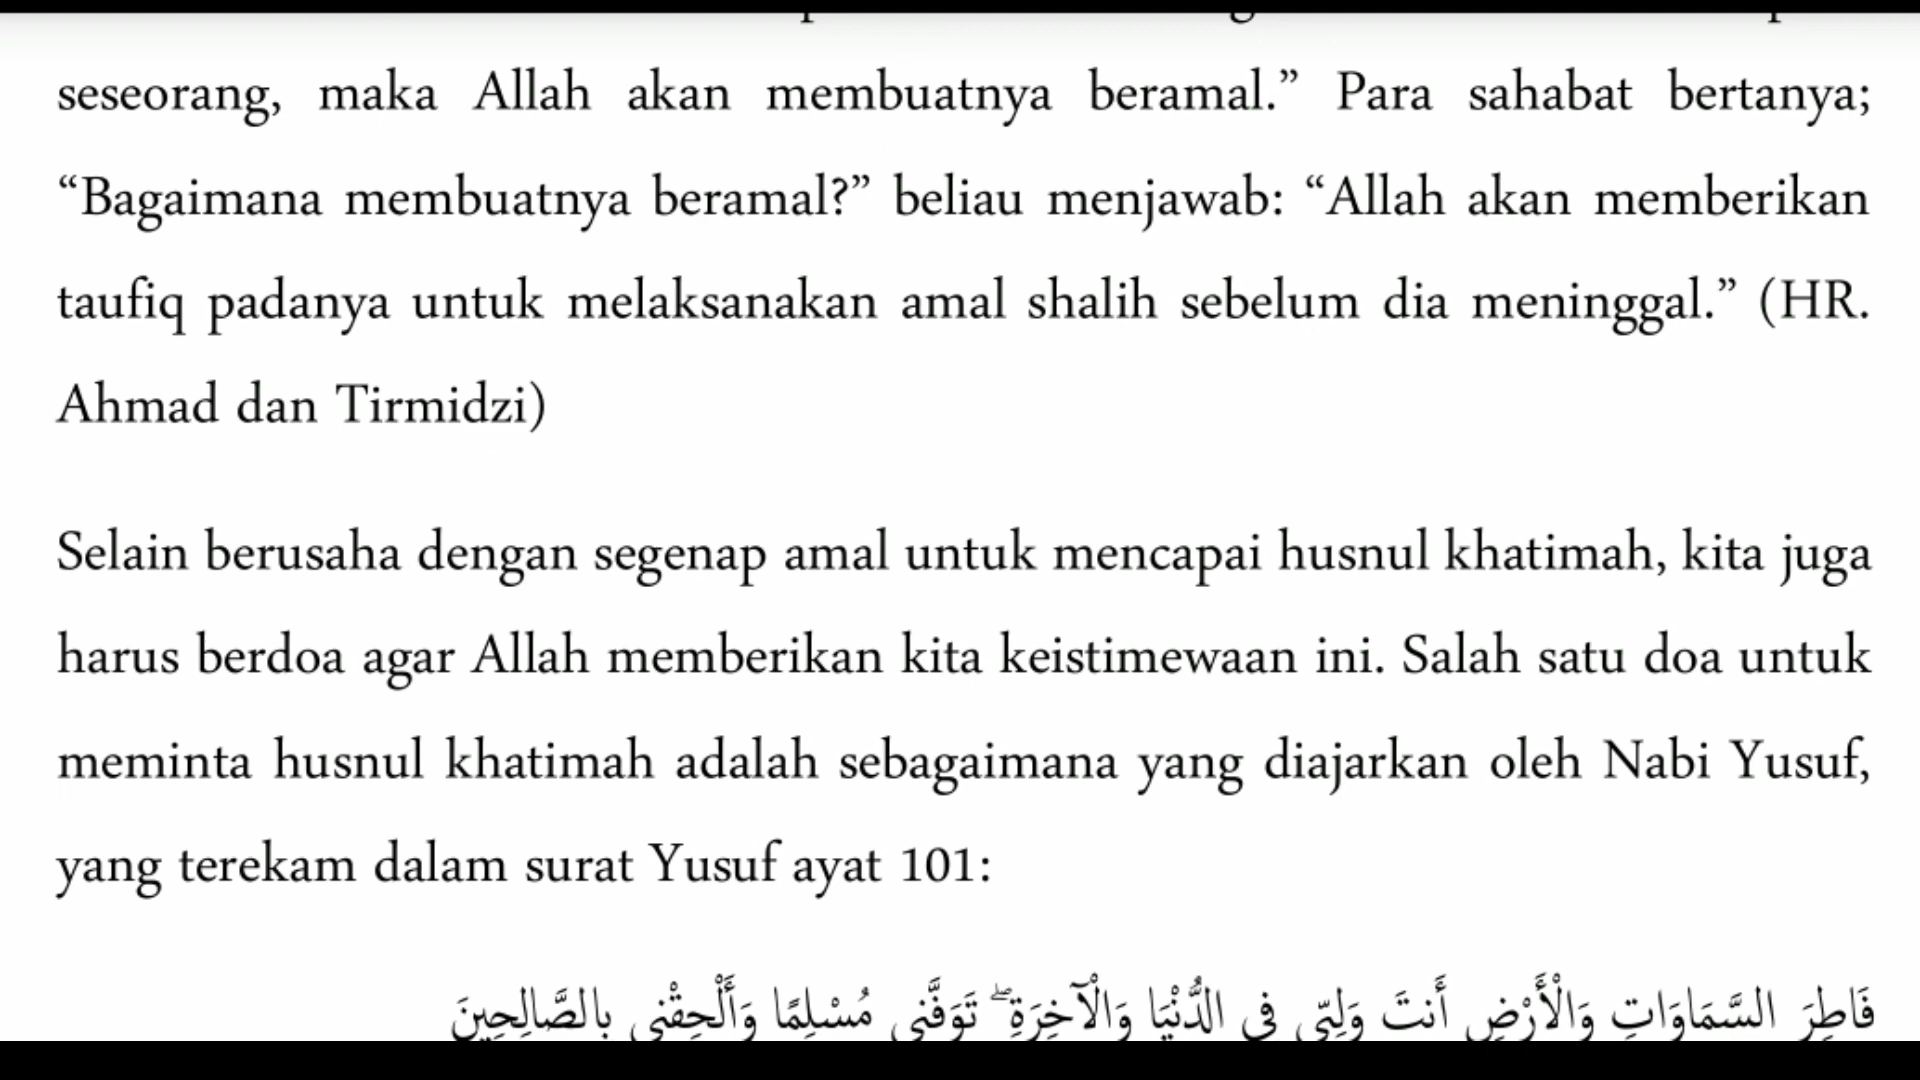 seseorang, maka Allah akan membuatnya beramal.” Para sahabat bertanya;
“Bagaimana membuatnya beramal?” beliau menjawab: “Allah akan memberikan
taufiq padanya untuk melaksanakan amal shalih sebelum dia meninggal.” (HR.
Ahmad dan Tirmidzi)
Selain berusaha dengan segenap amal untuk mencapai husnul khatimah, kita juga
harus berdoa agar Allah memberikan kita keistimewaan ini. Salah satu doa untuk
meminta husnul khatimah adalah sebagaimana yang diajarkan oleh Nabi Yusuf,
yang terekam dalam surat Yusuf ayat 101:
فَاطِرَ السَّمَاوَاتِ وَالْأَرْضِ أَنتَ وَلِيِّي فِي الدُّنْيَا وَالْآخِرَةِ ۖ تَوَفَّنِي مُسْلِمًا وَأَلْحِقْنِي بِالصَّالِحِينَ